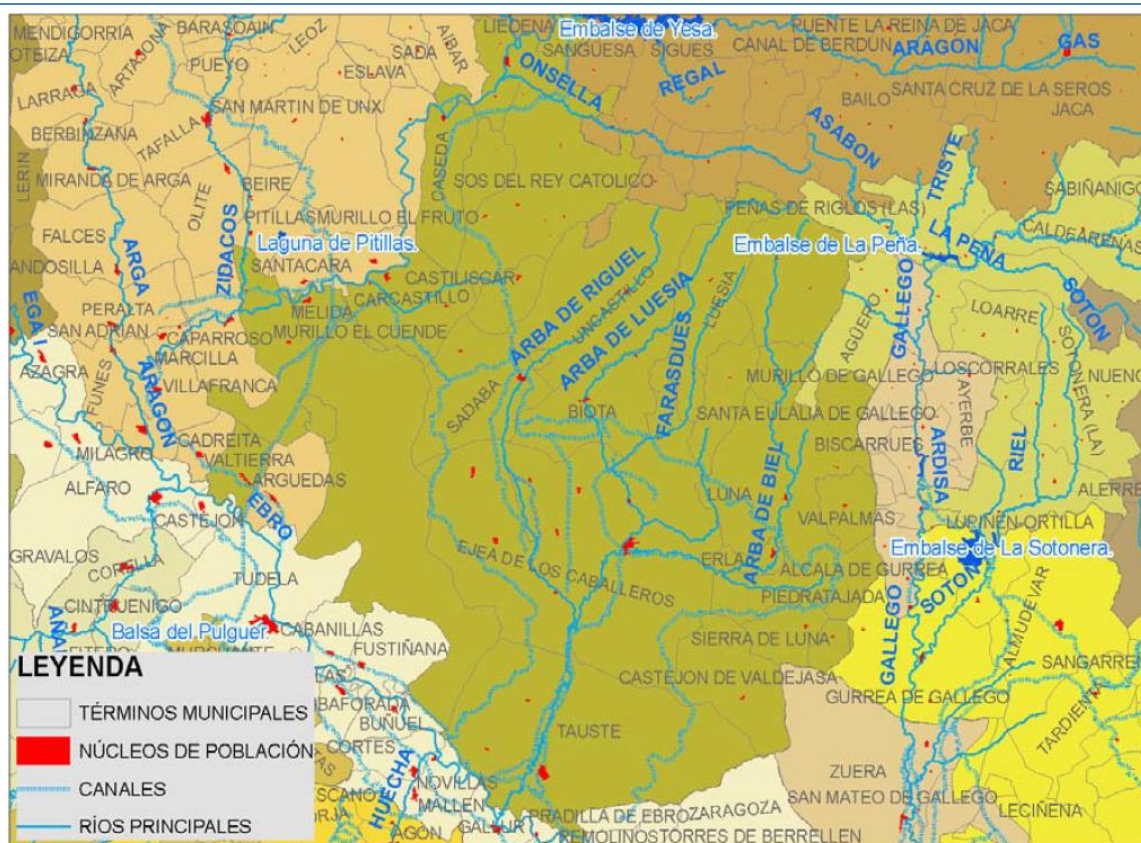 LIEDENA
Embalse de Yesa.
PUENTE LA REINA DE JACA
MENDIGORRIA
BARASOAIN
LEOZ
AIBAR
SANGÜESA
SIGUES
CANAL DE BERDÚN
ARAGON
GAS
OTEIZA
ARTAJONA
PUEYO
SADA
ESLAVA
ONSELLA
REGAL
BAILO
SANTA CRUZ DE LA SEROS
JACA
LARRAGA
SAN MARTIN DE UNX
BERBINZANA
TAFALLA
ASABON
LERIN
MIRANDA DE ARGA
OLITE
BEIRE
CASEDA
SOS DEL REY CATOLICO
TRISTE
SABIÑANIGO
PITILLAS
MURILLO EL FRUTO
PEÑAS DE RIGLOS (LAS)
CALDEARENAS
FALCES
ARGA
ZIDACOS
Laguna de Pitillas.
Embalse de La Peña.
LA PEÑA
ANDOSILLA
SANTACARA
CASTILISCAR
CARCASTILLO
ARBA DE RIGUEL
UNCASTILLO
ARBA DE LUESIA
LUESIA
GALLEGO
SOTON
EGA I
PERALTA
MELIDA
MURILLO EL CUENDE
AGÜERO
LOARRE
SAN ADRIAN
CAPARROSO
MARCILLA
FARASDUES
SOTONERA (LA)
NUENO
AZAGRA
FUNES
ARAGON
VILLAFRANCA
SADABA
BIOTA
MURILLO DE GALLEGO
AYERBE
LOSCORRALES
SANTA EULALIA DE GALLEGO
CADREITA
MILAGRO
VALTIERRA
ARBA DE BIEL
BISCARRUES
ARDISA
RIEL
ALFARO
ARGUEDAS
LUNA
ALERRE
CASTEJON
EBRO
VALPALMAS
LUPIÑEN-ORTILLA
GRAVALOS
CORELLA
EJEA DE LOS CABALLEROS
ERLA
Embalse de La Sotonera.
TUDELA
ALCALA DE GURREA
SOTON
CINTRUENIGO
PIEDRATAJADA
ALMUDEVAR
Balsa del Pulguer.
CABANILLAS
SIERRA DE LUNA
GALLEGO
FUSTIÑANA
CASTEJON DE VALDEJASA
SANGARREN
GURREA DE GALLEGO
TARDIENTA
LEYENDA
TÉRMINOS MUNICIPALES
NÚCLEOS DE POBLACIÓN
CANALES
RÍOS PRINCIPALES
BUÑUEL
TAUSTE
CORTES
HUECHA
NOVILLAS
MALLEN
ZUERA
AGÓN
GALLUR
PRADILLA DE EBRO
ZARAGOZA
SAN MATEO DE GALLEGO
LECIÑENA
REMOLINOS
TORRES DE BERRELLEN